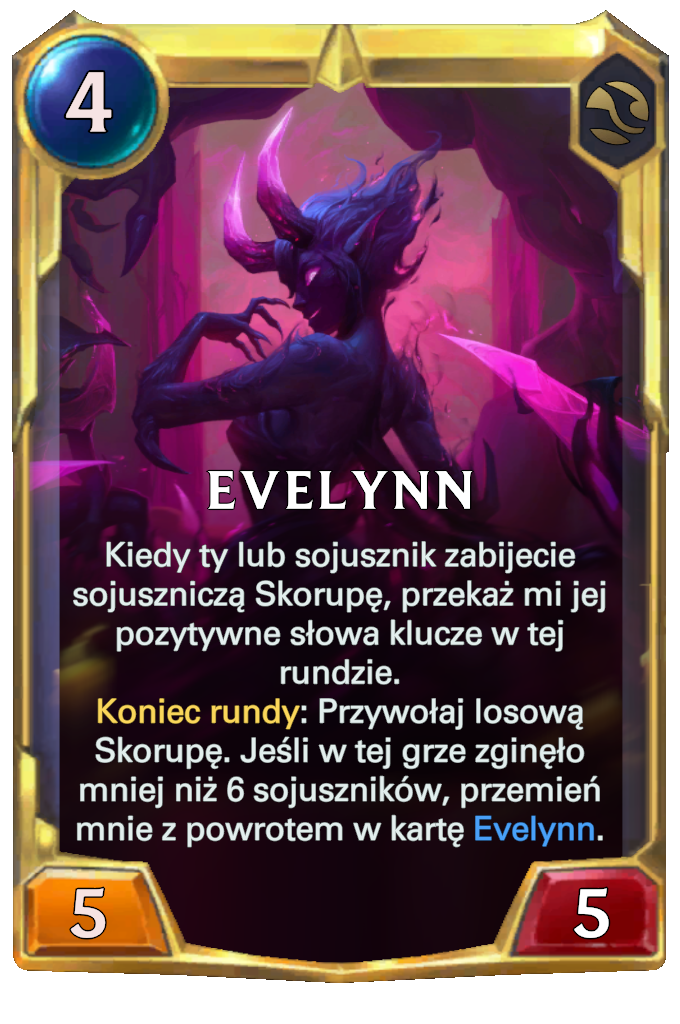 4
EVELYNN
Kiedy ty lub sojusznik zabijecie
sojuszniczą Skorupę, przekaż mi jej
pozytywne słowa klucze w tej
rundzie.
Koniec rundy: Przywołaj losową
Skorupę. Jeśli w tej grze zginęło
mniej niż 6 sojuszników, przemień
mnie z powrotem w kartę Evelynn.
5
5